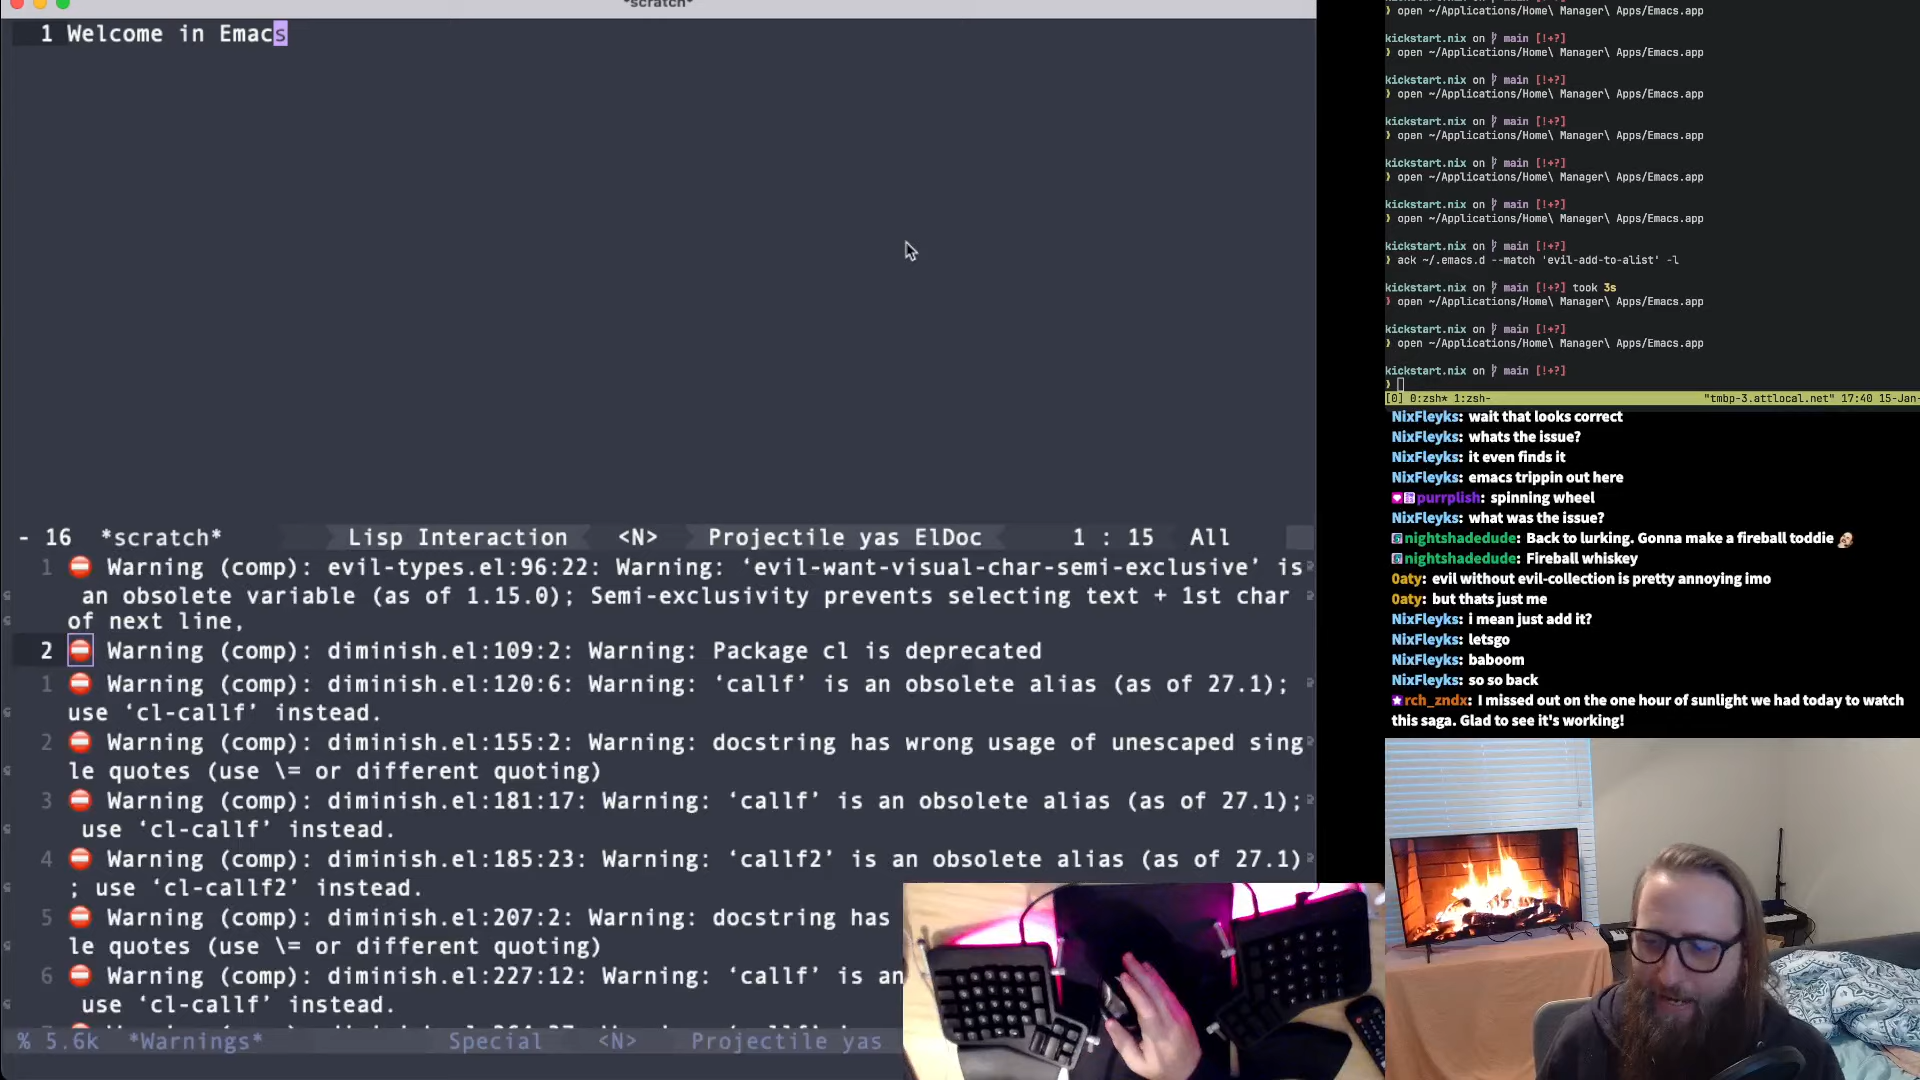 *scratch*
1 Welcome in Emacs
- 16 *scratch* Lisp Interaction <N> Projectile yas ElDoc 1 : 15 All
1 ⛔ Warning (comp): evil-types.el:96:22: Warning: ‘evil-want-visual-char-semi-exclusive’ is
an obsolete variable (as of 1.15.0); Semi-exclusivity prevents selecting text + 1st char
of next line,
2 ⛔ Warning (comp): diminish.el:109:2: Warning: Package cl is deprecated
1 ⛔ Warning (comp): diminish.el:120:6: Warning: ‘callf’ is an obsolete alias (as of 27.1);
use ‘cl-callf’ instead.
2 ⛔ Warning (comp): diminish.el:155:2: Warning: docstring has wrong usage of unescaped sing
le quotes (use \= or different quoting)
3 ⛔ Warning (comp): diminish.el:181:17: Warning: ‘callf’ is an obsolete alias (as of 27.1);
use ‘cl-callf’ instead.
4 ⛔ Warning (comp): diminish.el:185:23: Warning: ‘callf2’ is an obsolete alias (as of 27.1)
; use ‘cl-callf2’ instead.
5 ⛔ Warning (comp): diminish.el:207:2: Warning: docstring has
le quotes (use \= or different quoting)
6 ⛔ Warning (comp): diminish.el:227:12: Warning: ‘callf’ is an
use ‘cl-callf’ instead.
% 5.6k *Warnings* Special <N> Projectile yas
❯ open ~/Applications/Home\ Manager\ Apps/Emacs.app
kickstart.nix on main [!+?]
❯ open ~/Applications/Home\ Manager\ Apps/Emacs.app
kickstart.nix on main [!+?]
❯ open ~/Applications/Home\ Manager\ Apps/Emacs.app
kickstart.nix on main [!+?]
❯ open ~/Applications/Home\ Manager\ Apps/Emacs.app
kickstart.nix on main [!+?]
❯ open ~/Applications/Home\ Manager\ Apps/Emacs.app
kickstart.nix on main [!+?]
❯ open ~/Applications/Home\ Manager\ Apps/Emacs.app
kickstart.nix on main [!+?]
❯ ack ~/.emacs.d --match 'evil-add-to-alist' -l
kickstart.nix on main [!+?] took 3s
❯ open ~/Applications/Home\ Manager\ Apps/Emacs.app
kickstart.nix on main [!+?]
❯ open ~/Applications/Home\ Manager\ Apps/Emacs.app
kickstart.nix on main [!+?]
❯
[0] 0:zsh* 1:zsh- "tmbp-3.attlocal.net" 17:40 15-Jan-
NixFleyks: wait that looks correct
NixFleyks: whats the issue?
NixFleyks: it even finds it
NixFleyks: emacs trippin out here
purrplish: spinning wheel
NixFleyks: what was the issue?
nightshadedude: Back to lurking. Gonna make a fireball toddie
nightshadedude: Fireball whiskey
0aty: evil without evil-collection is pretty annoying imo
0aty: but thats just me
NixFleyks: i mean just add it?
NixFleyks: letsgo
NixFleyks: baboom
NixFleyks: so so back
rch_zndx: I missed out on the one hour of sunlight we had today to watch
this saga. Glad to see it's working!